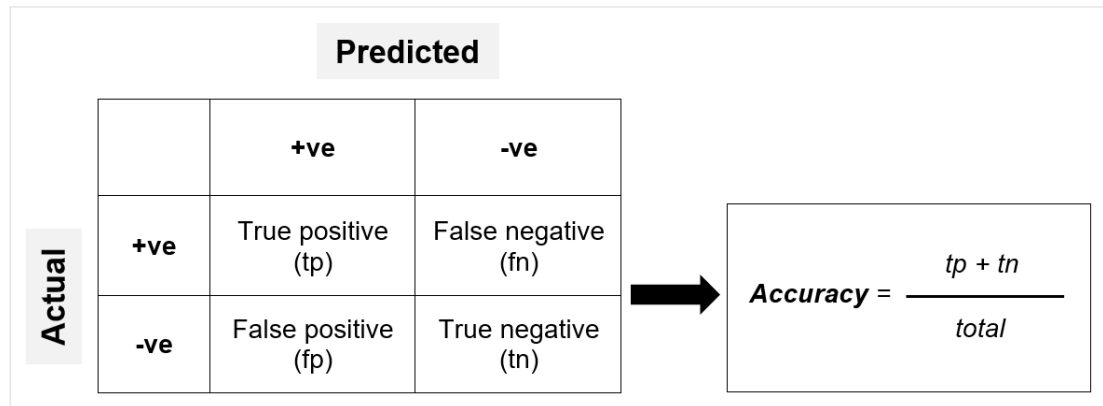 Predicted
+ve
-ve
Actual
+ve
True positive
(tp)
False negative
(fn)
-ve
False positive
(fp)
True negative
(tn)
Accuracy = tp + tn
total